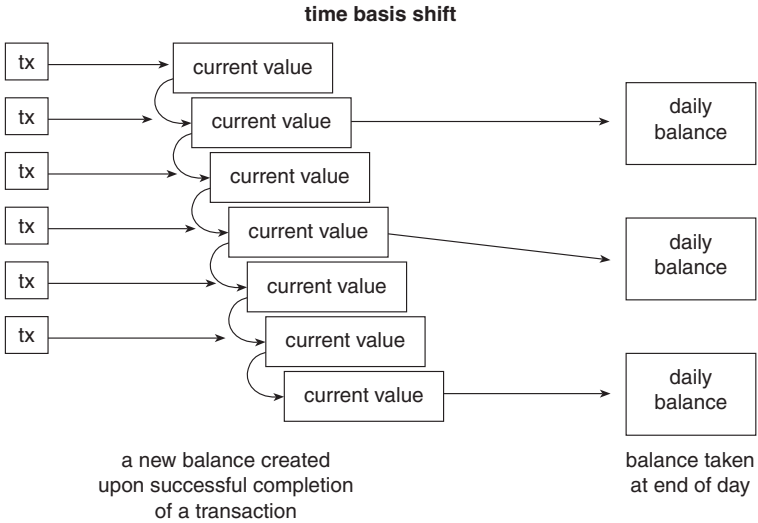 time basis shift
tx
current value
tx
current value
daily
balance
tx
current value
tx
current value
daily
balance
tx
current value
tx
current value
current value
daily
balance
a new balance created
upon successful completion
of a transaction
balance taken
at end of day